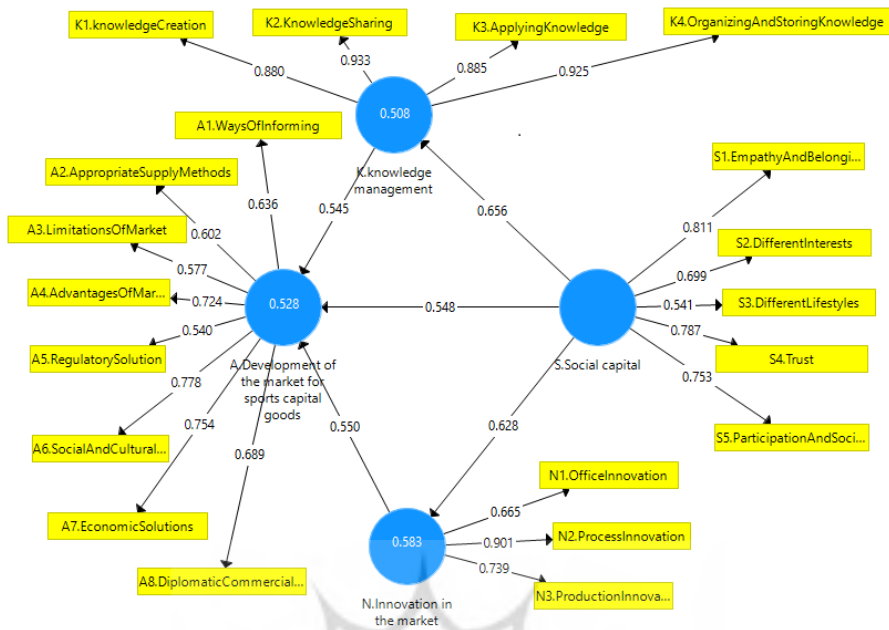 K1.knowledgeCreation
K2.KnowledgeSharing
K3.ApplyingKnowledge
K4.OrganizingAndStoringKnowledge
0.880
0.933
0.885
0.925
0.508
K.knowledge
management
A1.WaysOfInforming
A2.AppropriateSupplyMethods
A3.LimitationsOfMarket
A4.AdvantagesOfMar...
A5.RegulatorySolution
A6.SocialAndCultural...
A7.EconomicSolutions
A8.DiplomaticCommercial...
0.636
0.602
0.577
0.724
0.540
0.778
0.754
0.689
0.528
A.Development of
the market for
sports capital
goods
0.545
0.656
0.548
0.550
0.628
S.Social capital
S1.EmpathyAndBelongi...
S2.DifferentInterests
S3.DifferentLifestyles
S4.Trust
S5.ParticipationAndSoci...
0.811
0.699
0.541
0.787
0.753
0.583
N.Innovation in
the market
N1.OfficeInnovation
N2.ProcessInnovation
N3.ProductionInnova...
0.665
0.901
0.739